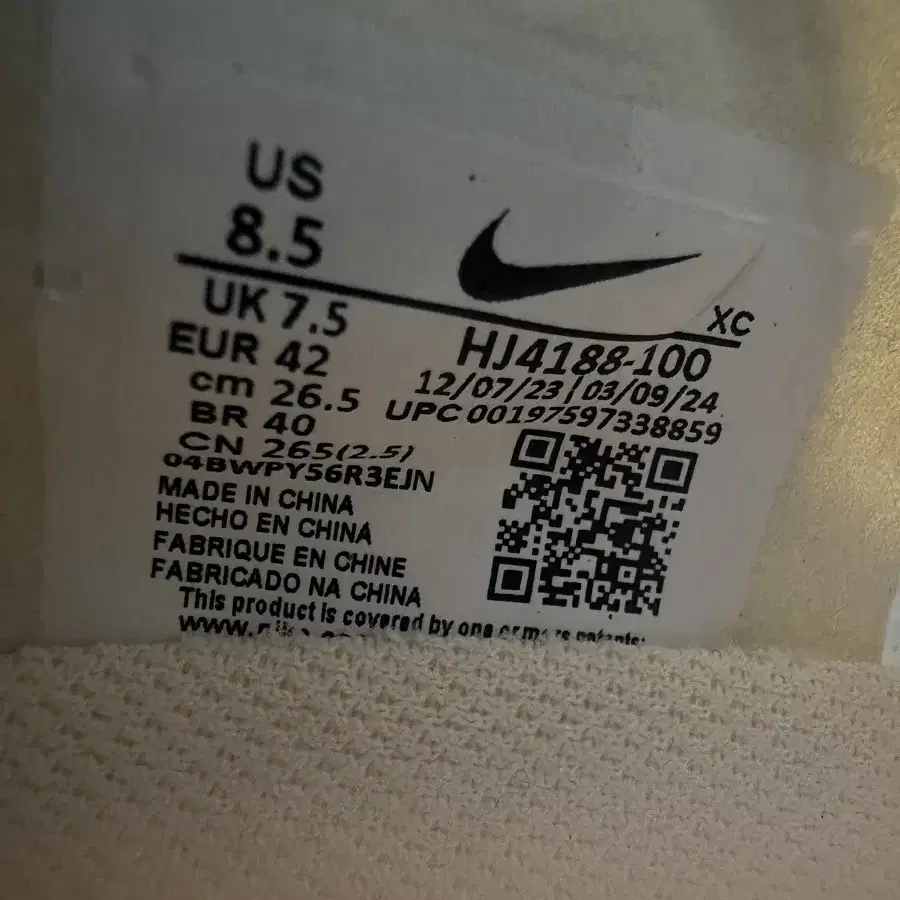 US
8.5
UK 7.5
EUR 42
cm 26.5
BR 40
CN 265(2.5)
04BWPY56R3EJN
MADE IN CHINA
HECHO EN CHINA
FABRIQUE EN CHINE
FABRICADO NA CHINA
This product is covered by one or more patents:
XC
HJ4188-100
12/07/23 | 03/09/24
UPC 00197597338859